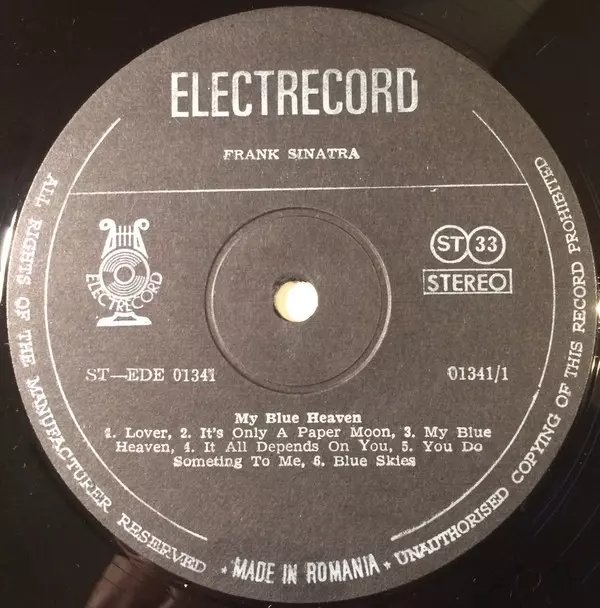 ELECTRECORD
FRANK SINATRA
ELECTRECORD
ST 33
STEREO
ST—EDE 01341
01341/1
My Blue Heaven
1. Lover, 2. It's Only A Paper Moon, 3. My Blue
Heaven, 4. It All Depends On You, 5. You Do
Someting To Me, 6. Blue Skies
ALL RIGHTS OF THE MANUFACTURER RESERVED ★ MADE IN ROMANIA ★ UNAUTHORISED COPYING OF THIS RECORD PROHIBITED